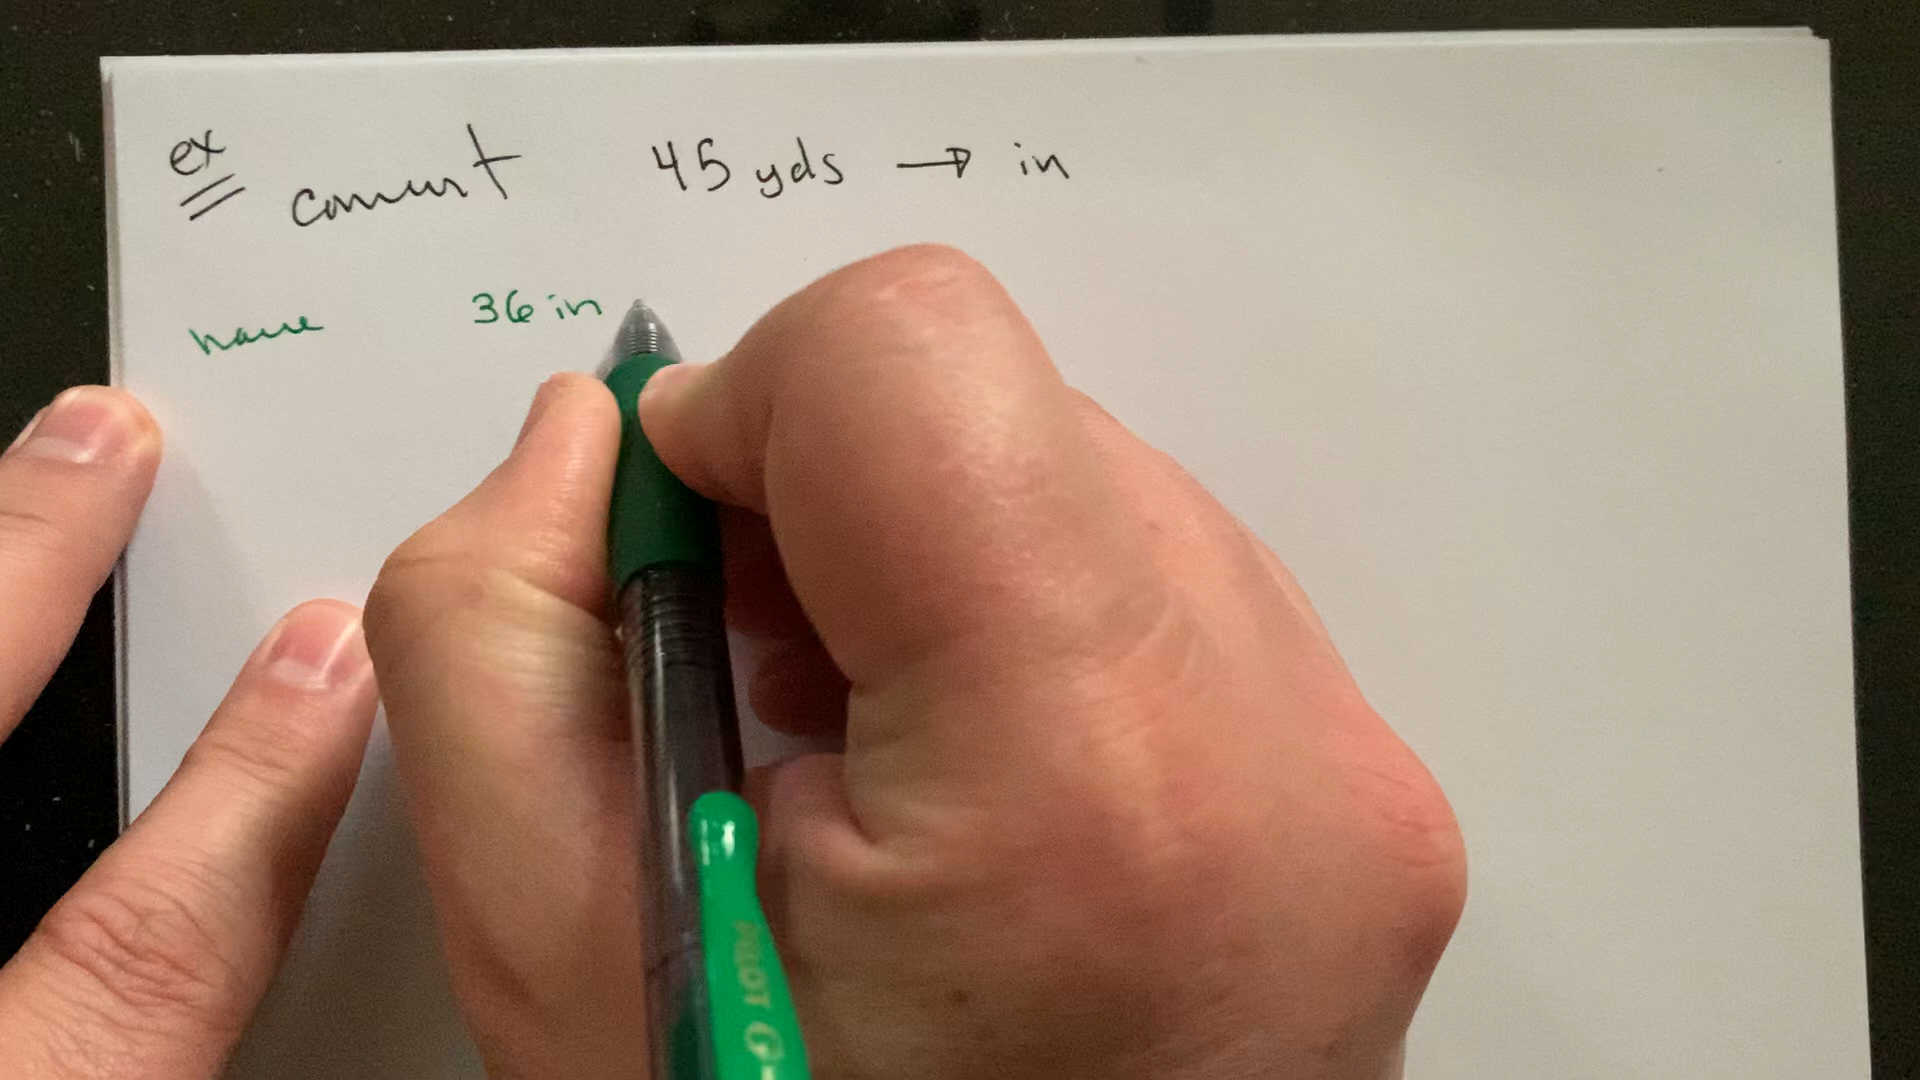 ex
convert 45 yds → in
have 36 in
PILOT G-